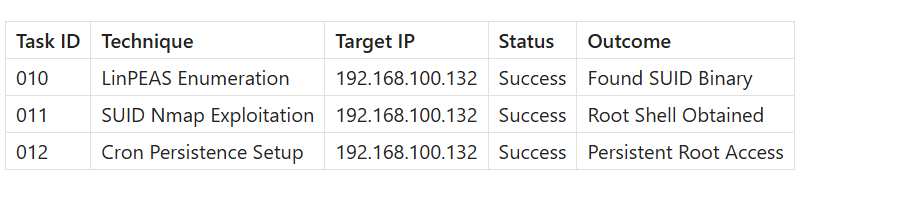 Task ID Technique Target IP Status Outcome
010 LinPEAS Enumeration 192.168.100.132 Success Found SUID Binary
011 SUID Nmap Exploitation 192.168.100.132 Success Root Shell Obtained
012 Cron Persistence Setup 192.168.100.132 Success Persistent Root Access